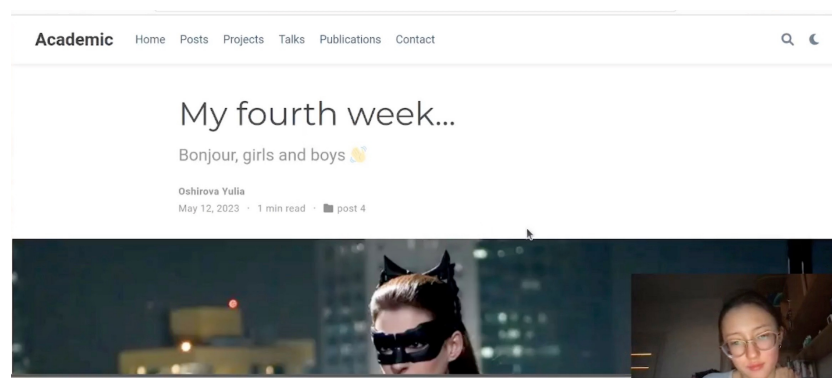 Academic Home Posts Projects Talks Publications Contact
My fourth week...
Bonjour, girls and boys 👋
Oshirova Yulia
May 12, 2023 · 1 min read · post 4